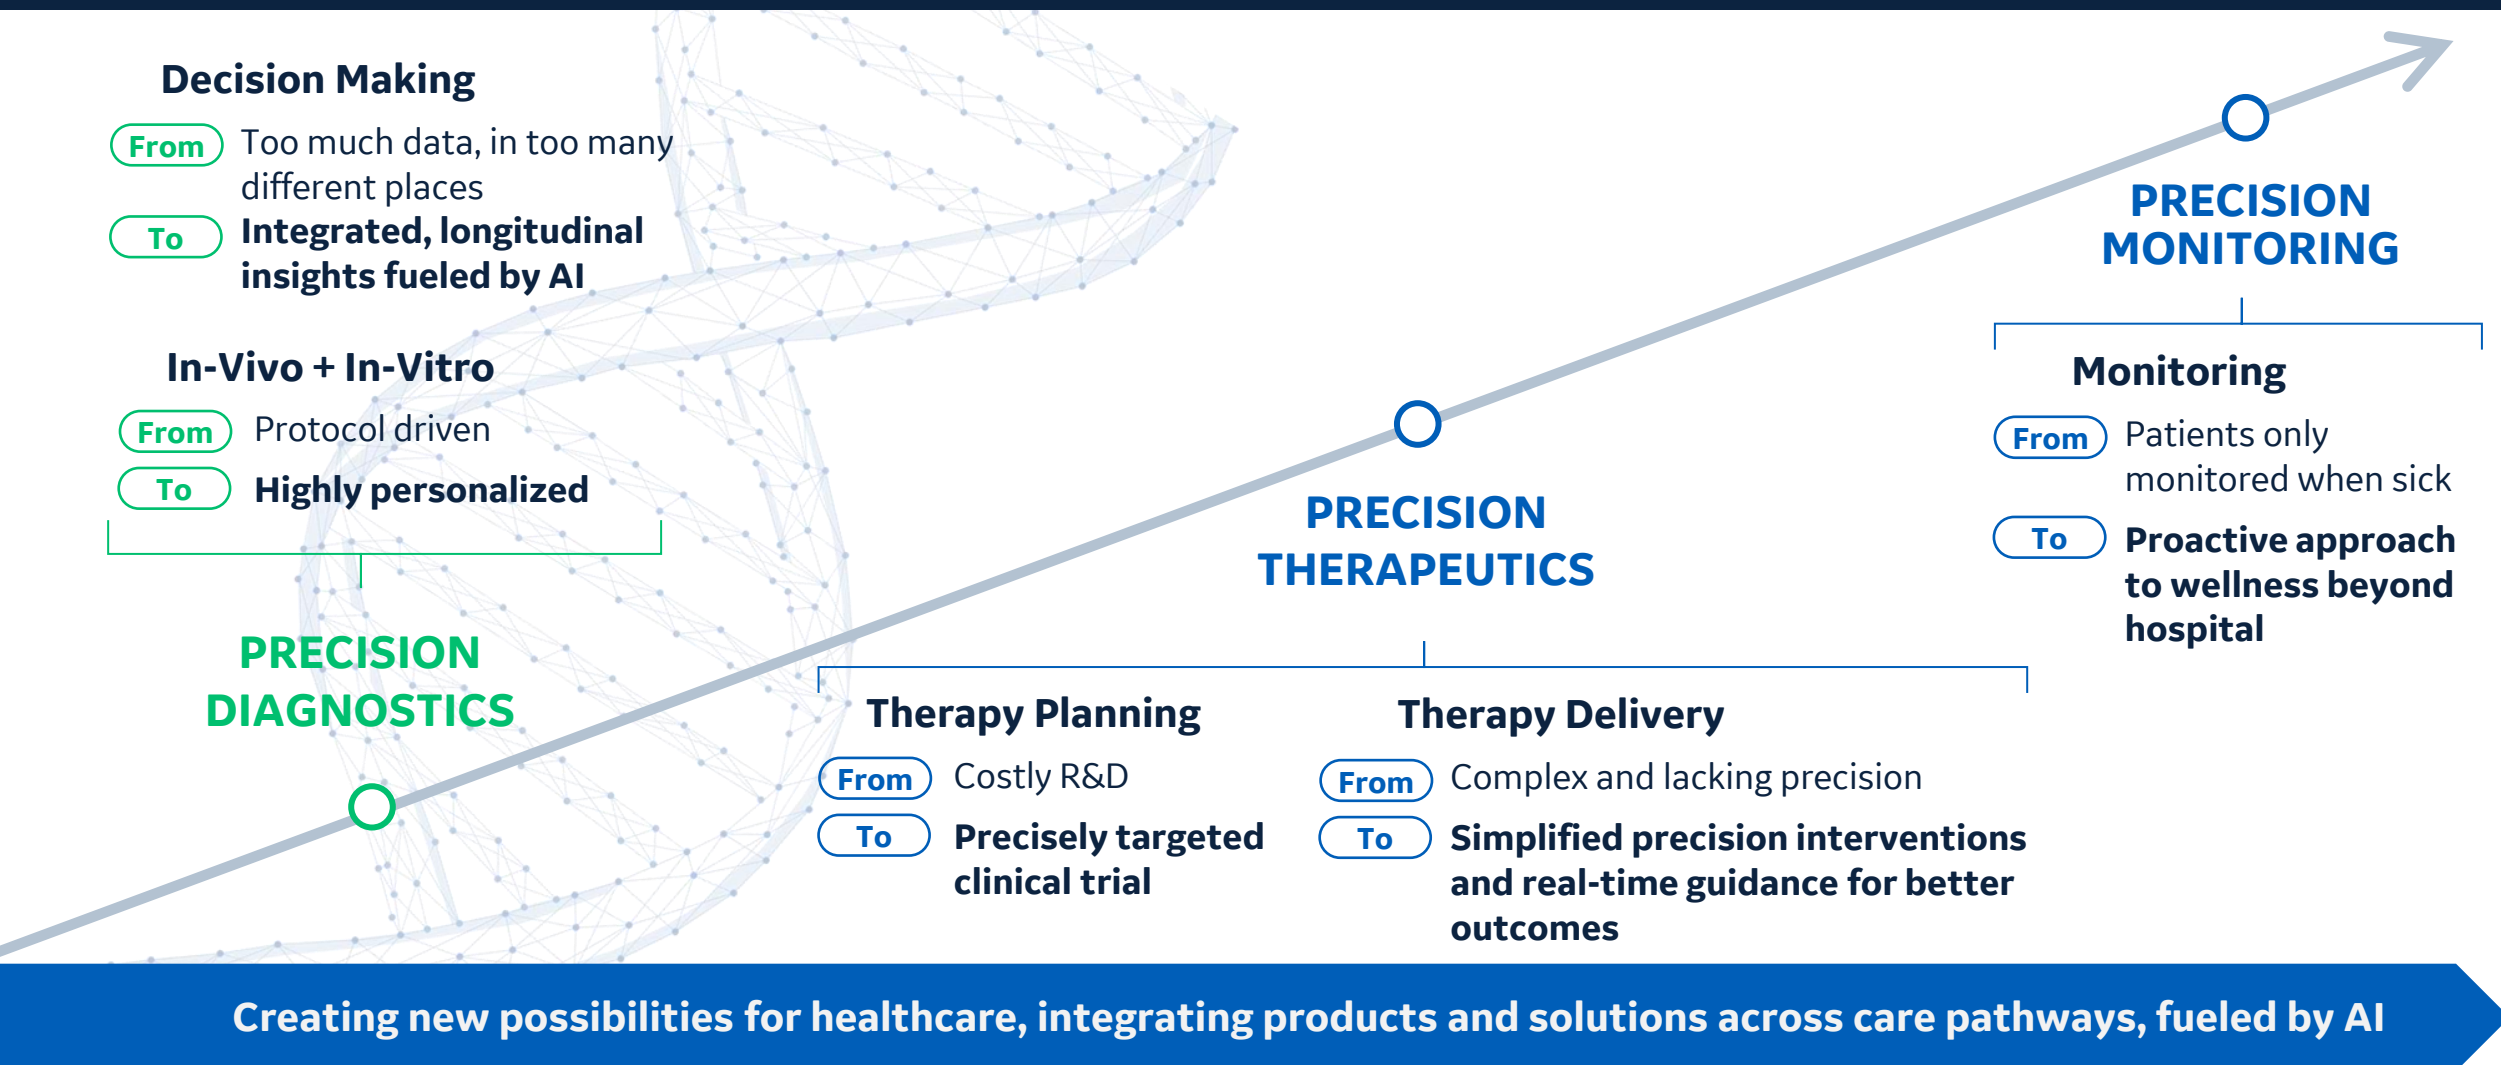 Decision Making
From Too much data, in too many
different places
To Integrated, longitudinal
insights fueled by AI
In-Vivo + In-Vitro
From Protocol driven
To Highly personalized
PRECISION
DIAGNOSTICS
PRECISION
THERAPEUTICS
Therapy Planning
From Costly R&D
To Precisely targeted
clinical trial
Therapy Delivery
From Complex and lacking precision
To Simplified precision interventions
and real-time guidance for better
outcomes
PRECISION
MONITORING
Monitoring
From Patients only
monitored when sick
To Proactive approach
to wellness beyond
hospital
Creating new possibilities for healthcare, integrating products and solutions across care pathways, fueled by AI